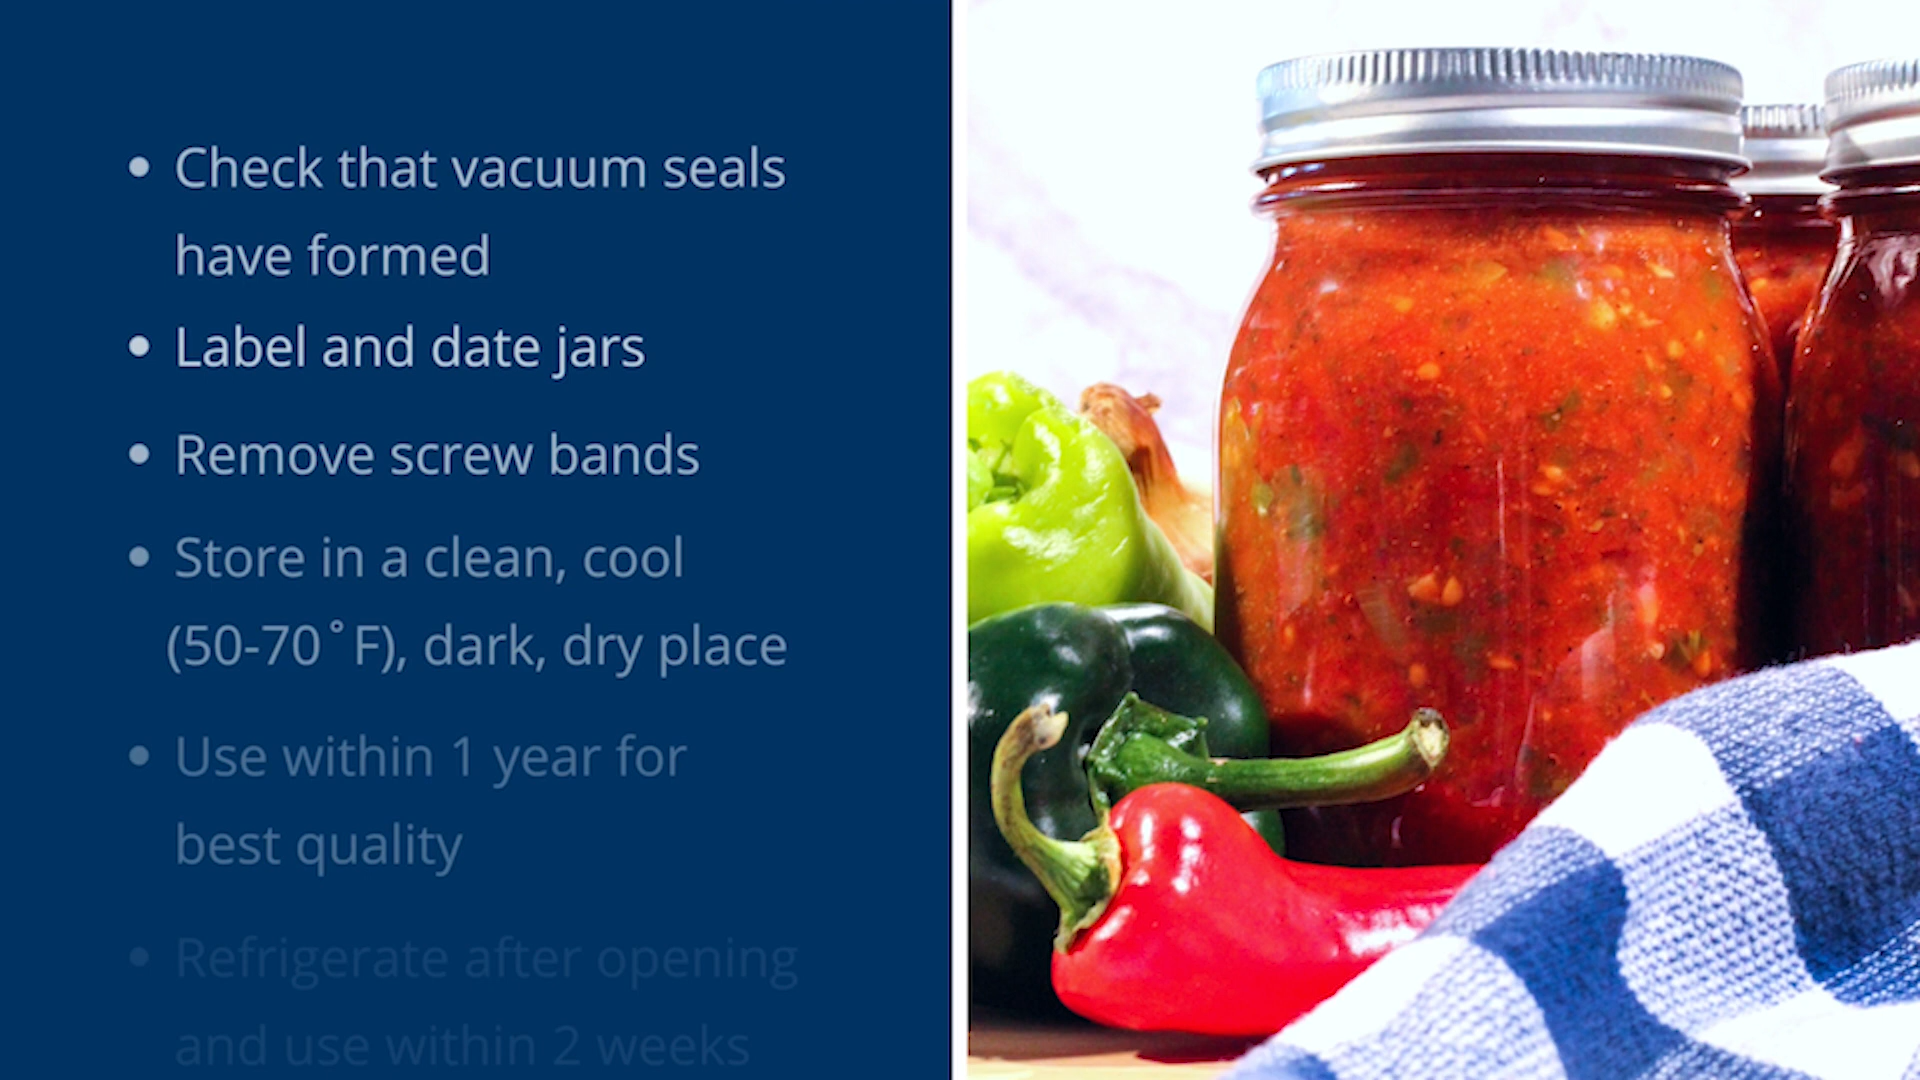 • Check that vacuum seals
have formed
• Label and date jars
• Remove screw bands
• Store in a clean, cool
(50-70˚F), dark, dry place
• Use within 1 year for
best quality
• Refrigerate after opening
and use within 2 weeks